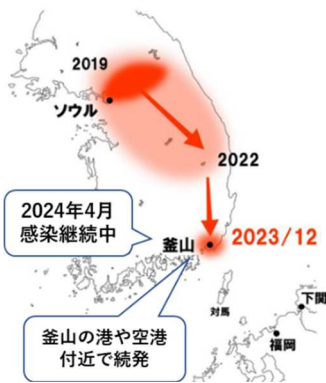 2019
ソウル
2022
2024年4月
感染継続中
釜山
2023/12
対馬
下関
福岡
釜山の港や空港
付近で続発